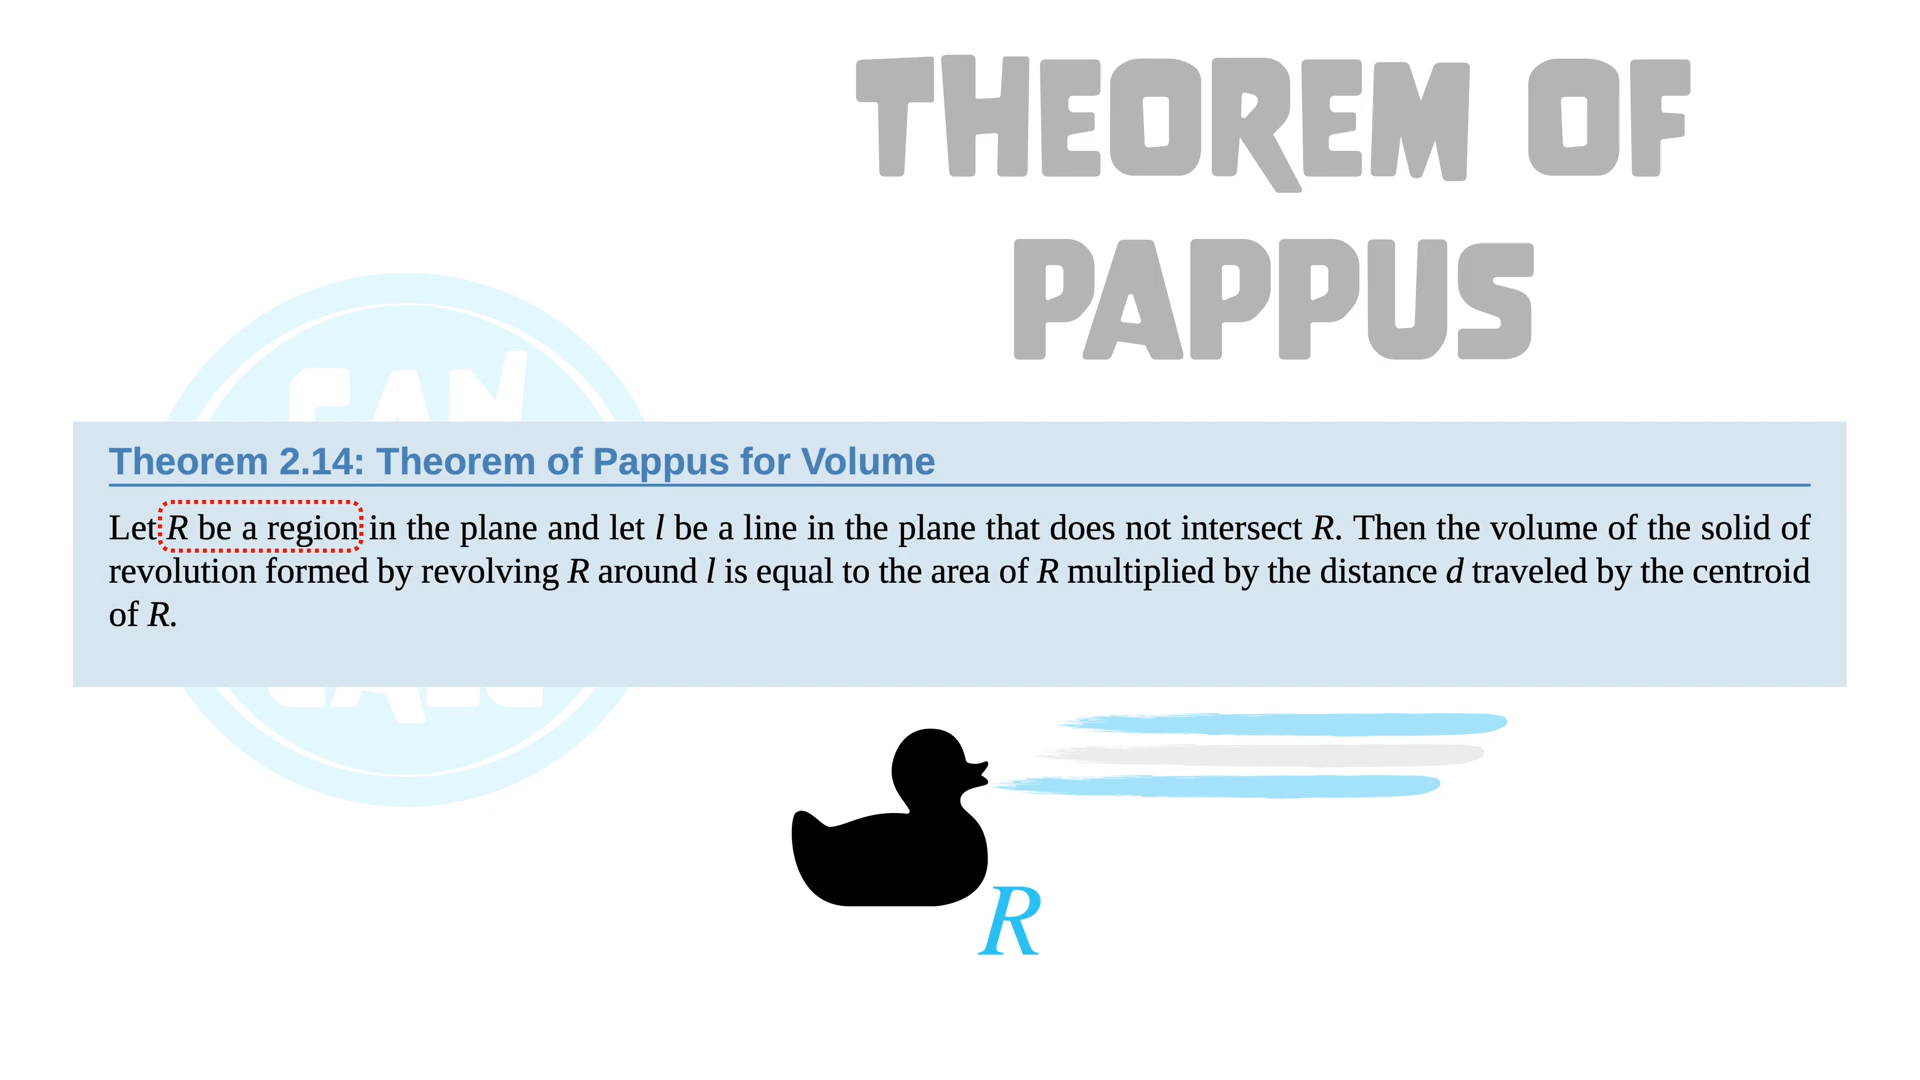 THEOREM OF
PAPPUS
CAN
Theorem 2.14: Theorem of Pappus for Volume
Let R be a region in the plane and let l be a line in the plane that does not intersect R. Then the volume of the solid of
revolution formed by revolving R around l is equal to the area of R multiplied by the distance d traveled by the centroid
of R.
R